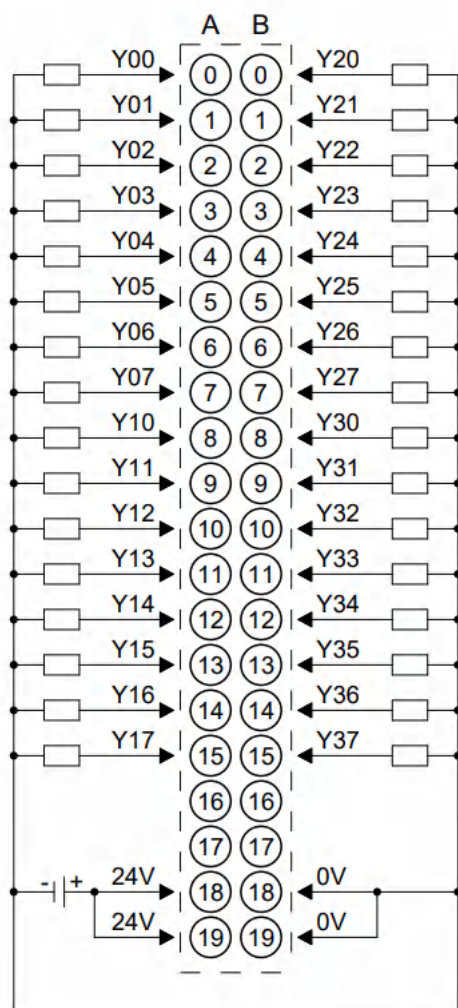 A B
Y00 0 0 Y20
Y01 1 1 Y21
Y02 2 2 Y22
Y03 3 3 Y23
Y04 4 4 Y24
Y05 5 5 Y25
Y06 6 6 Y26
Y07 7 7 Y27
Y10 8 8 Y30
Y11 9 9 Y31
Y12 10 10 Y32
Y13 11 11 Y33
Y14 12 12 Y34
Y15 13 13 Y35
Y16 14 14 Y36
Y17 15 15 Y37
16 16
17 17
- + 24V 18 18 0V
24V 19 19 0V